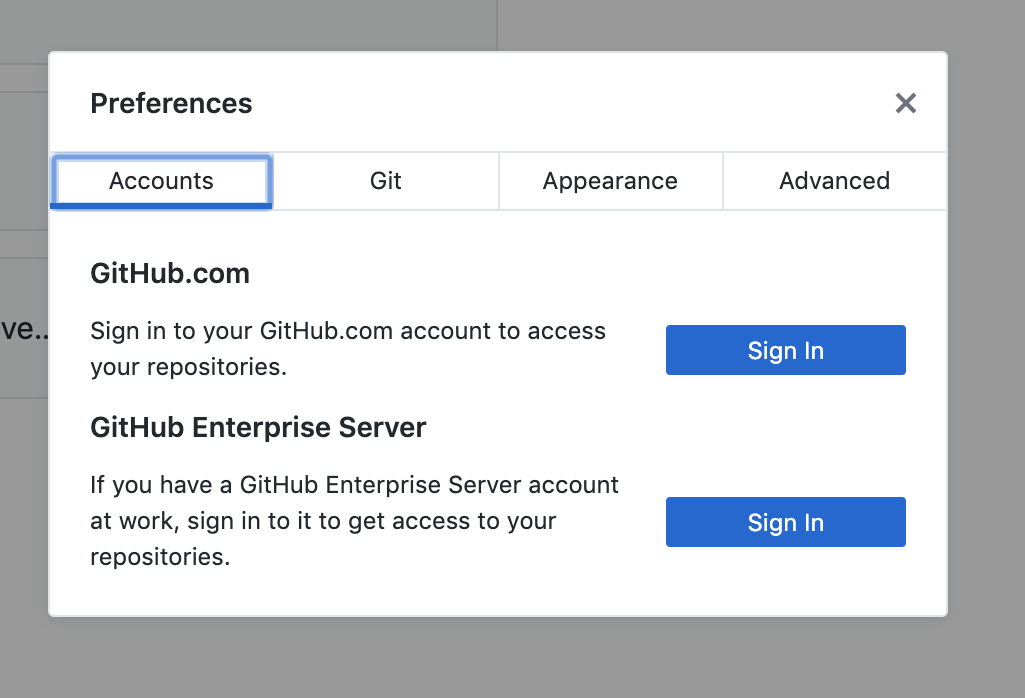 Preferences
Accounts
Git
Appearance
Advanced
GitHub.com
Sign in to your GitHub.com account to access
your repositories.
Sign In
GitHub Enterprise Server
If you have a GitHub Enterprise Server account
at work, sign in to it to get access to your
repositories.
Sign In
ve..